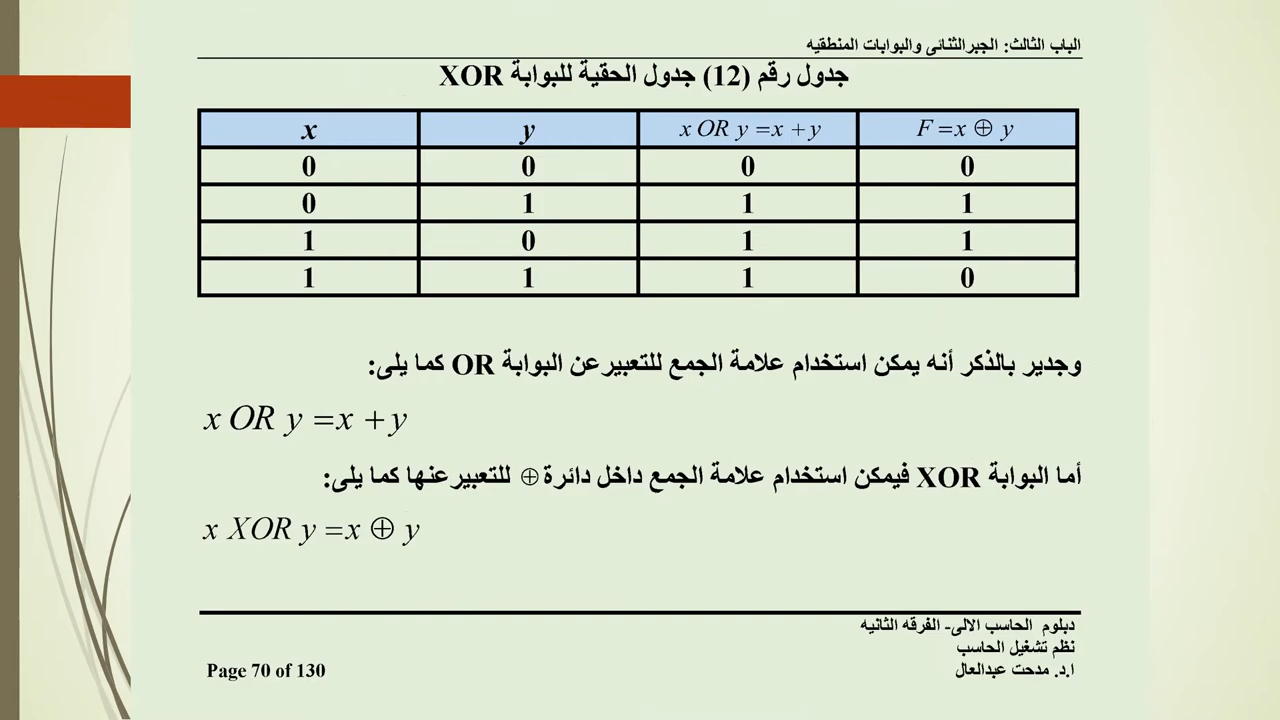 الباب الثالث: الجبرالثنائى والبوابات المنطقيه
جدول رقم (12) جدول الحقية للبوابة XOR
x y x OR y =x + y F =x ⊕ y
0 0 0 0
0 1 1 1
1 0 1 1
1 1 1 0
وجدير بالذكر أنه يمكن استخدام علامة الجمع للتعبيرعن البوابة OR كما يلى:
x OR y =x + y
أما البوابة XOR فيمكن استخدام علامة الجمع داخل دائرة ⊕ للتعبيرعنها كما يلى:
x XOR y =x ⊕ y
دبلوم الحاسب الالى- الفرقه الثانيه
نظم تشغيل الحاسب
ا.د. مدحت عبدالعال
Page 70 of 130